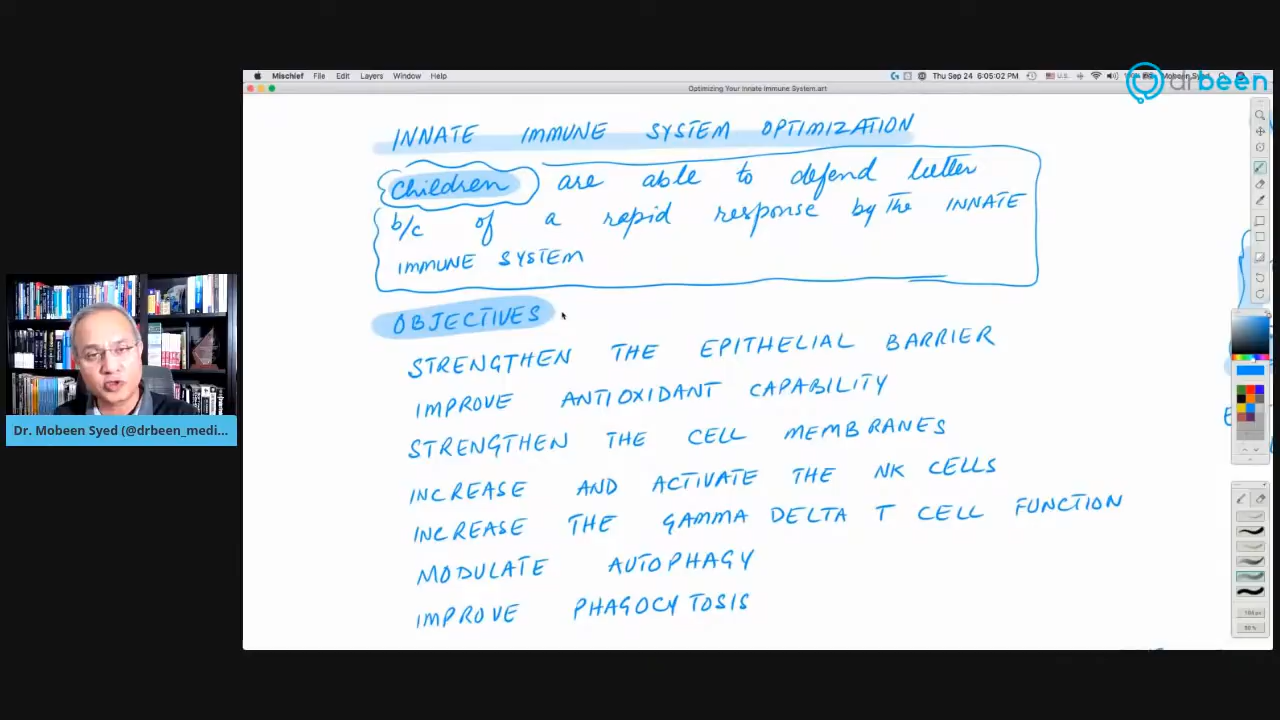 drbeen
Mischief File Edit Layers Window Help
Thu Sep 24 6:05:02 PM
Optimizing Your Innate Immune System.art
INNATE IMMUNE SYSTEM OPTIMIZATION
Children are able to defend better
b/c of a rapid response by the INNATE
IMMUNE SYSTEM
OBJECTIVES
STRENGTHEN THE EPITHELIAL BARRIER
IMPROVE ANTIOXIDANT CAPABILITY
STRENGTHEN THE CELL MEMBRANES
INCREASE AND ACTIVATE THE NK CELLS
INCREASE THE GAMMA DELTA T CELL FUNCTION
MODULATE AUTOPHAGY
IMPROVE PHAGOCYTOSIS
Dr. Mobeen Syed (@drbeen_medi...